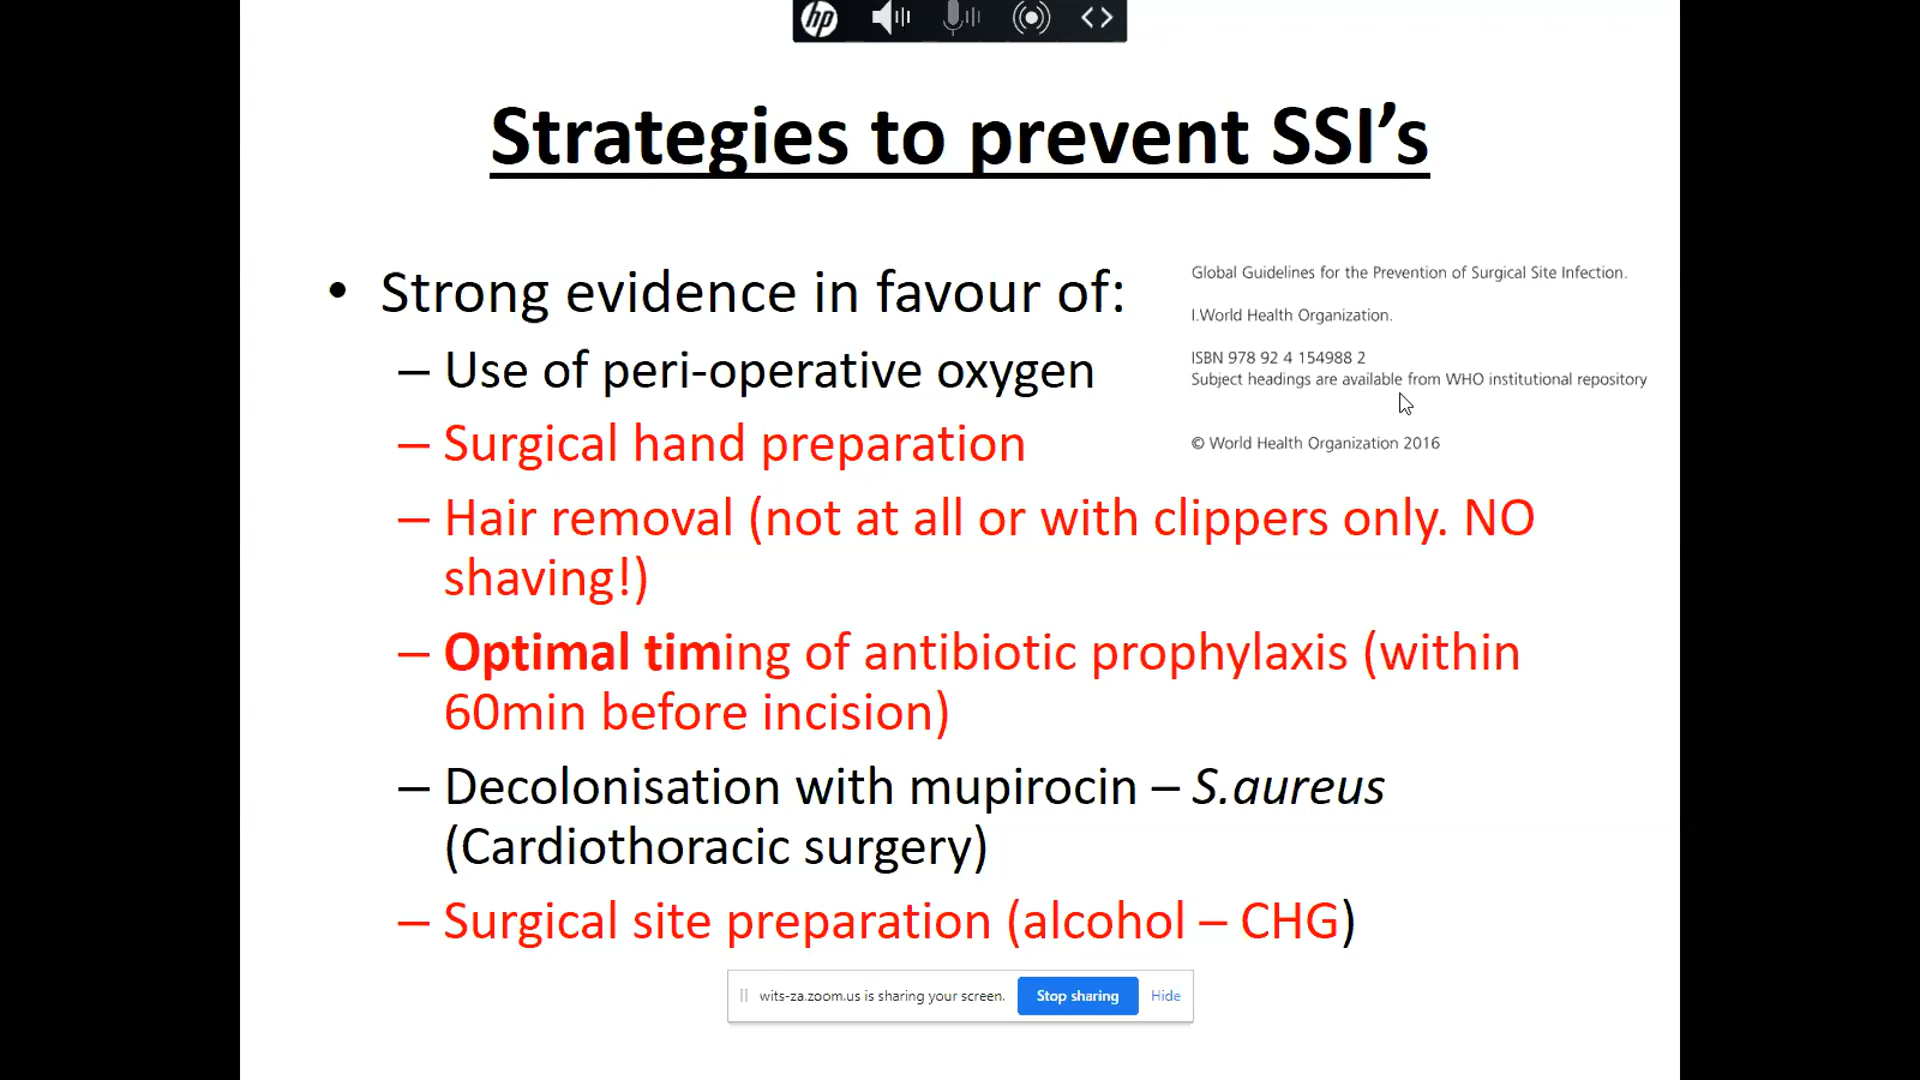 hp
Strategies to prevent SSI’s
• Strong evidence in favour of:
– Use of peri-operative oxygen
– Surgical hand preparation
– Hair removal (not at all or with clippers only. NO
shaving!)
– Optimal timing of antibiotic prophylaxis (within
60min before incision)
– Decolonisation with mupirocin – S.aureus
(Cardiothoracic surgery)
– Surgical site preparation (alcohol – CHG)
Global Guidelines for the Prevention of Surgical Site Infection.
I.World Health Organization.
ISBN 978 92 4 154988 2
Subject headings are available from WHO institutional repository
© World Health Organization 2016
wits-za.zoom.us is sharing your screen. Stop sharing Hide